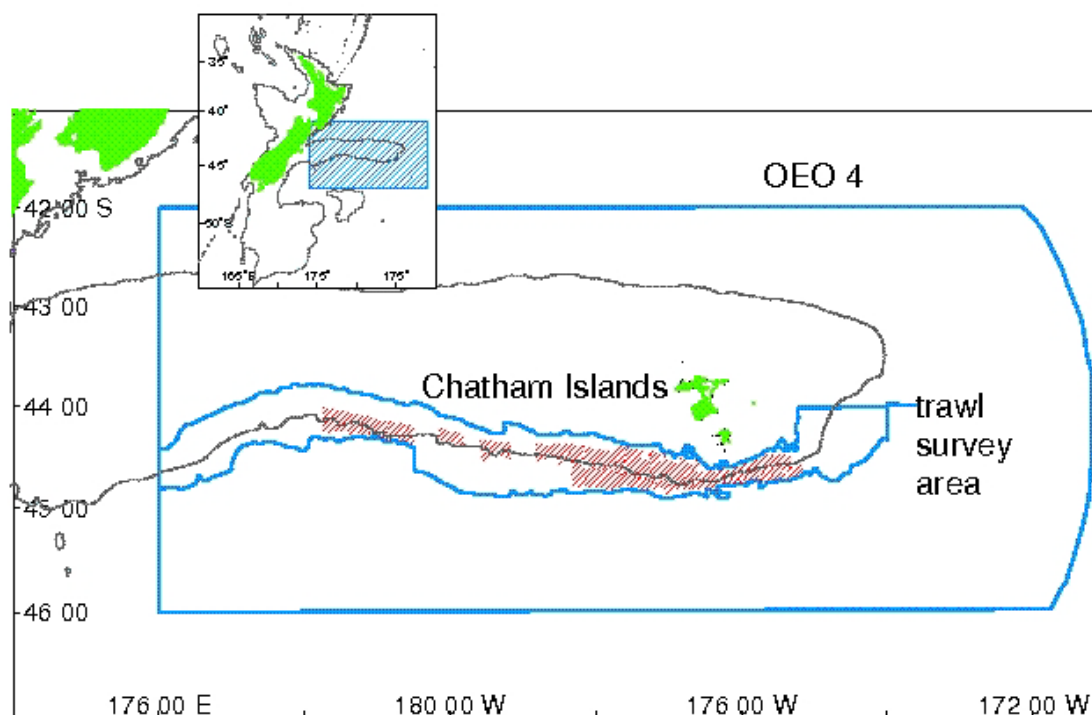 35°
40°
45°
50°S
165°E 175° 175°
OEO 4
42 00 S
43 00
Chatham Islands
44 00
trawl
survey
area
45 00
46 00
176 00 E 180 00 W 176 00 W 172 00 W